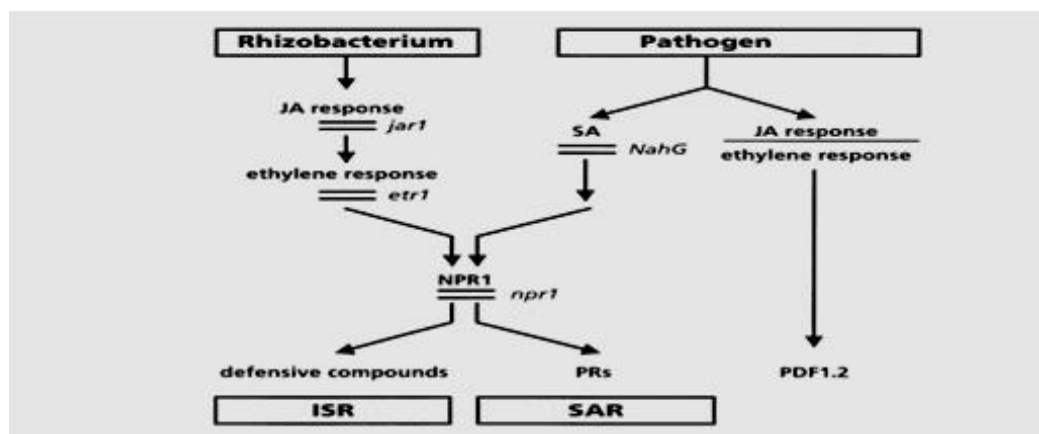 Rhizobacterium
Pathogen
JA response
jar1
ethylene response
etr1
SA
NahG
JA response
ethylene response
NPR1
npr1
defensive compounds
PRs
PDF1.2
ISR
SAR